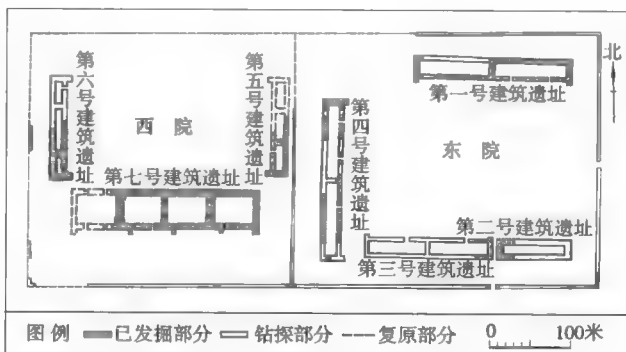 北
第六号建筑遗址
第五号建筑遗址
西院
第七号建筑遗址
第四号建筑遗址
第一号建筑遗址
东院
第二号建筑遗址
第三号建筑遗址
图例 已发掘部分 钻探部分 复原部分 0 100米